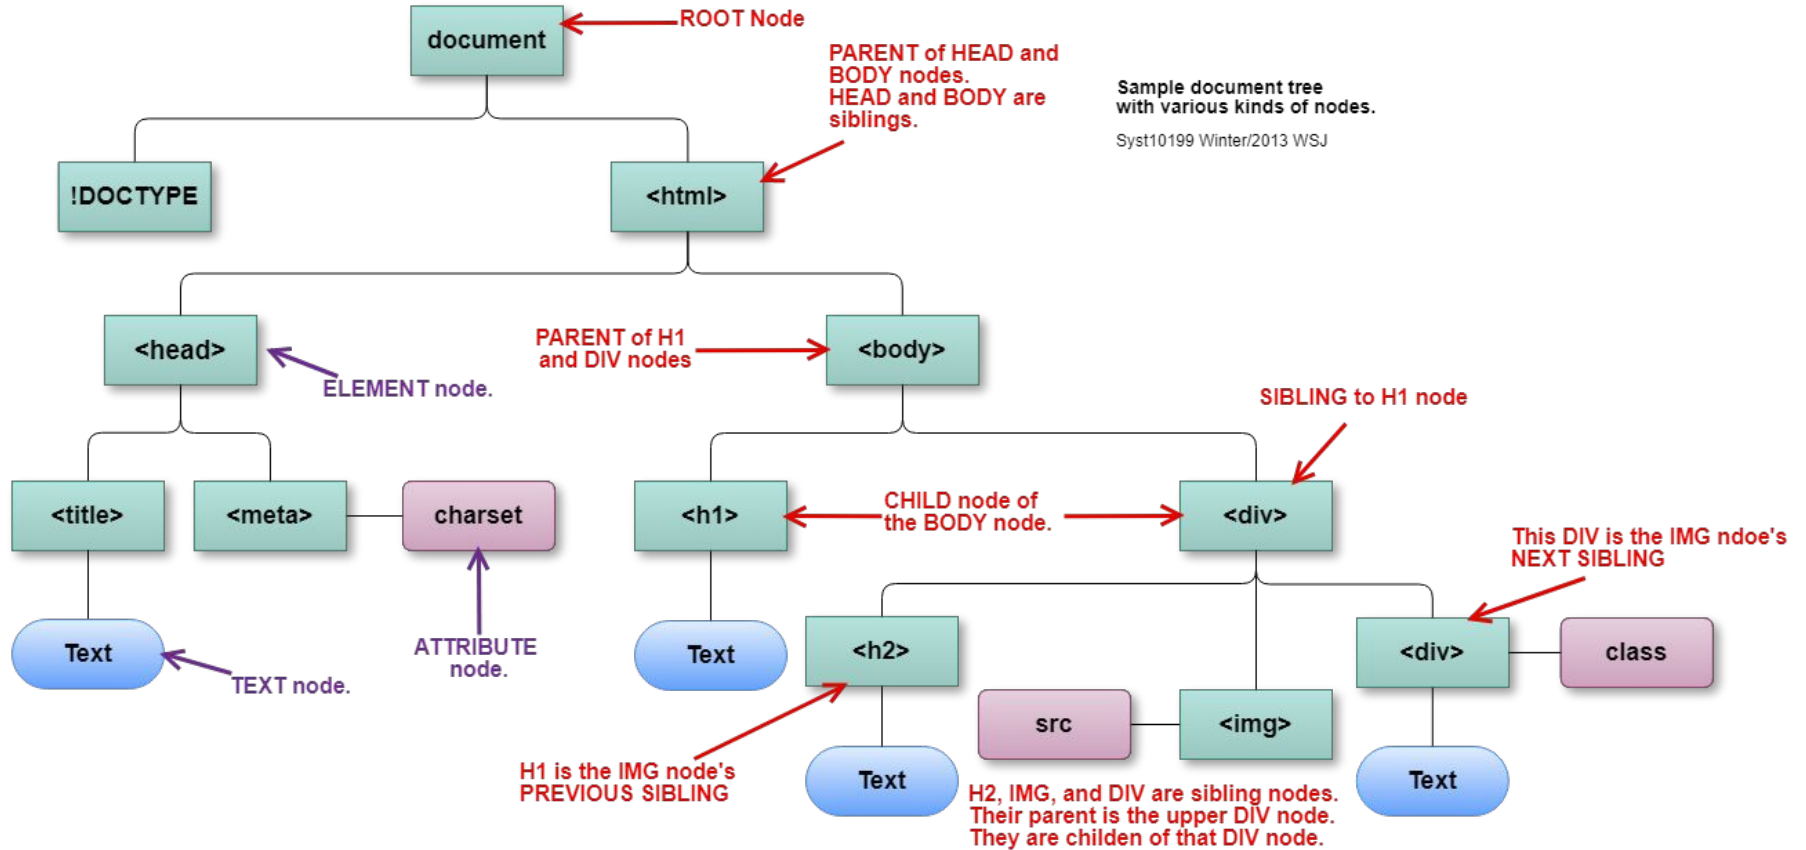 document
ROOT Node
PARENT of HEAD and
BODY nodes.
HEAD and BODY are
siblings.
Sample document tree
with various kinds of nodes.
Syst10199 Winter/2013 WSJ
!DOCTYPE
<html>
<head>
ELEMENT node.
PARENT of H1
and DIV nodes
<body>
SIBLING to H1 node
<title>
<meta>
charset
<h1>
CHILD node of
the BODY node.
<div>
This DIV is the IMG ndoe's
NEXT SIBLING
Text
TEXT node.
ATTRIBUTE
node.
Text
<h2>
<div>
class
src
<img>
H1 is the IMG node's
PREVIOUS SIBLING
Text
Text
H2, IMG, and DIV are sibling nodes.
Their parent is the upper DIV node.
They are childen of that DIV node.